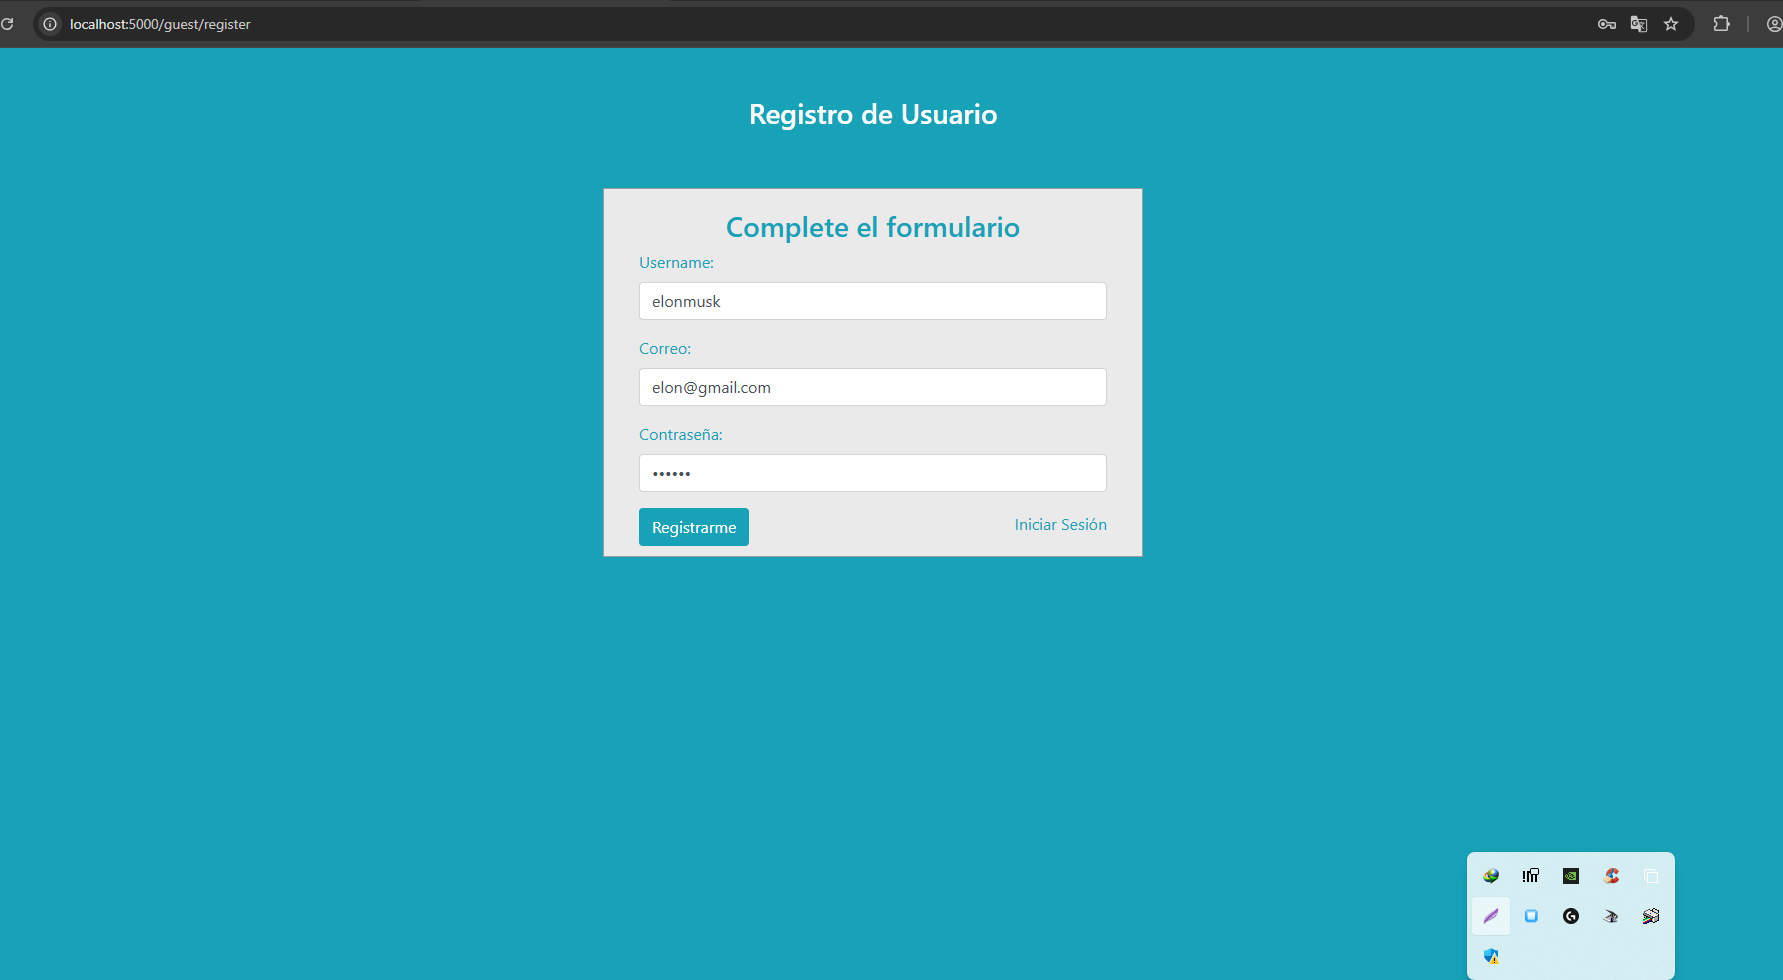 localhost:5000/guest/register
Registro de Usuario
Complete el formulario
Username:
elonmusk
Correo:
elon@gmail.com
Contraseña:
••••••
Registrarme
Iniciar Sesión